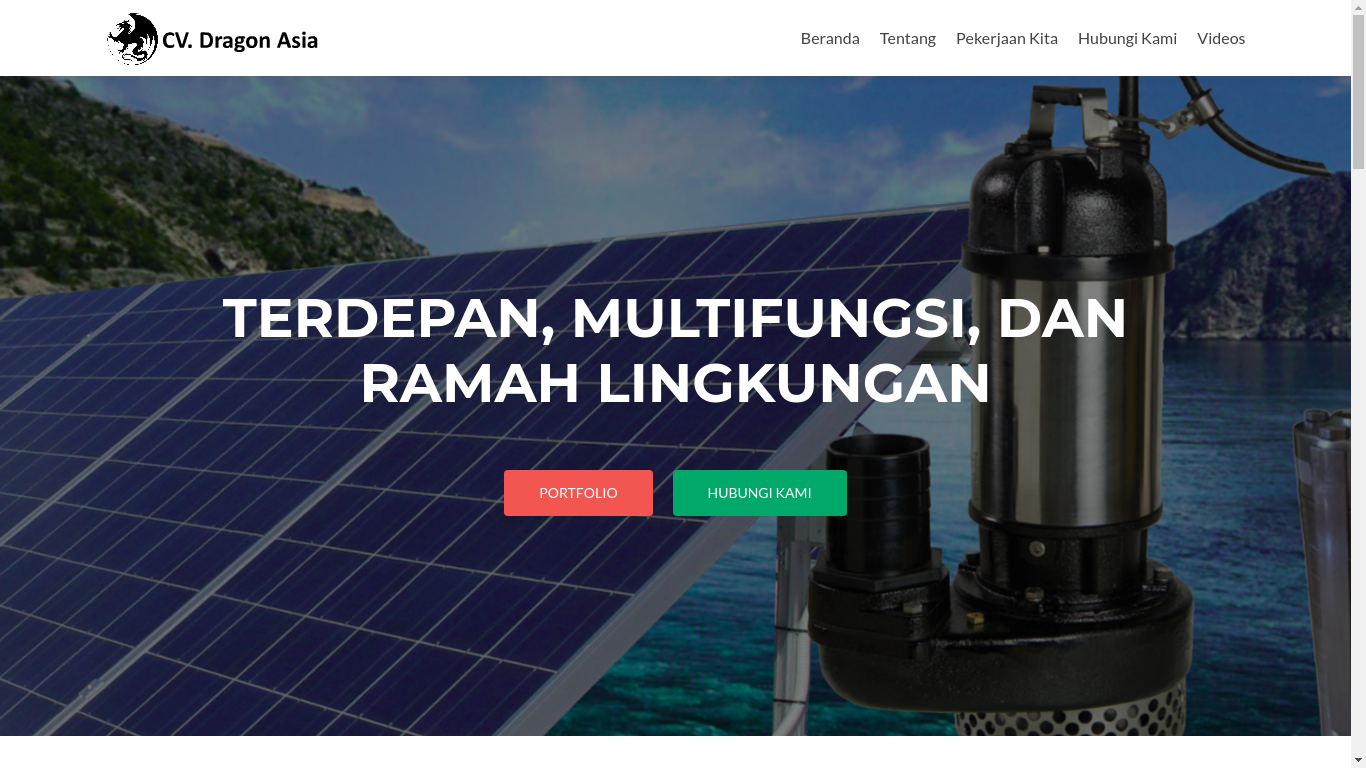 CV. Dragon Asia
Beranda Tentang Pekerjaan Kita Hubungi Kami Videos
TERDEPAN, MULTIFUNGSI, DAN
RAMAH LINGKUNGAN
PORTFOLIO HUBUNGI KAMI